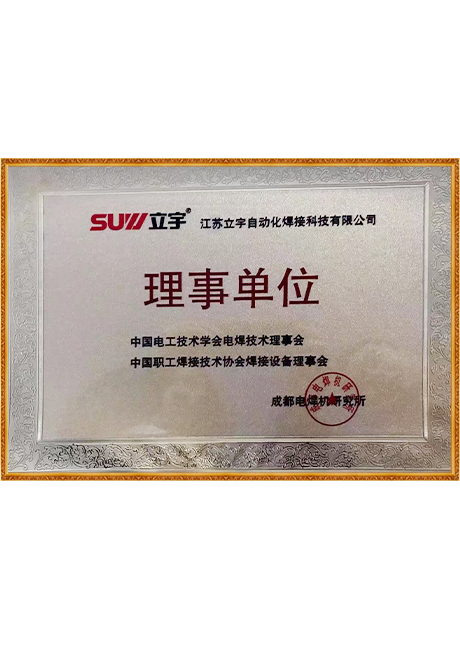 SUW立宇® 江苏立宇自动化焊接科技有限公司
理事单位
中国电工技术学会电焊技术理事会
中国职工焊接技术协会焊接设备理事会
成都电焊机研究所